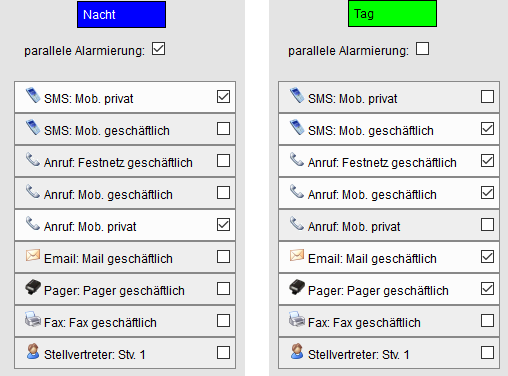 Nacht
parallele Alarmierung:
SMS: Mob. privat
SMS: Mob. geschäftlich
Anruf: Festnetz geschäftlich
Anruf: Mob. geschäftlich
Anruf: Mob. privat
Email: Mail geschäftlich
Pager: Pager geschäftlich
Fax: Fax geschäftlich
Stellvertreter: Stv. 1
Tag
parallele Alarmierung:
SMS: Mob. privat
SMS: Mob. geschäftlich
Anruf: Festnetz geschäftlich
Anruf: Mob. geschäftlich
Anruf: Mob. privat
Email: Mail geschäftlich
Pager: Pager geschäftlich
Fax: Fax geschäftlich
Stellvertreter: Stv. 1